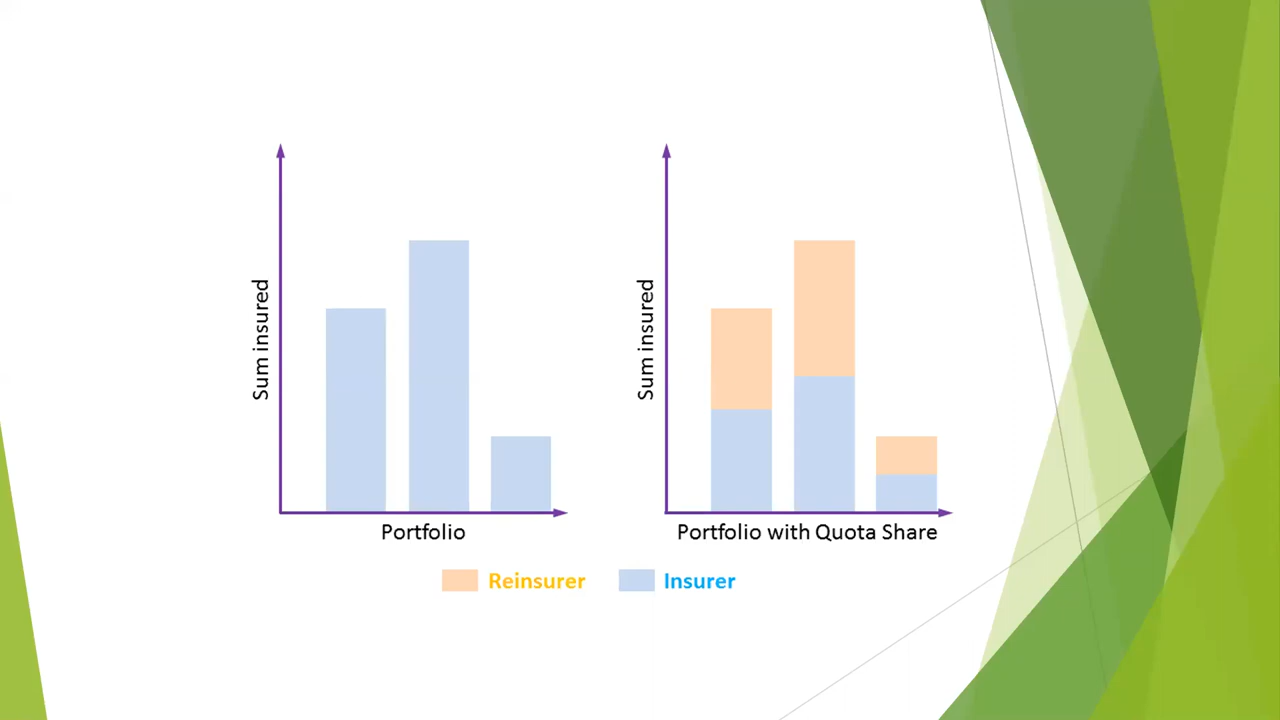 Sum insured
Portfolio
Sum insured
Portfolio with Quota Share
Reinsurer
Insurer